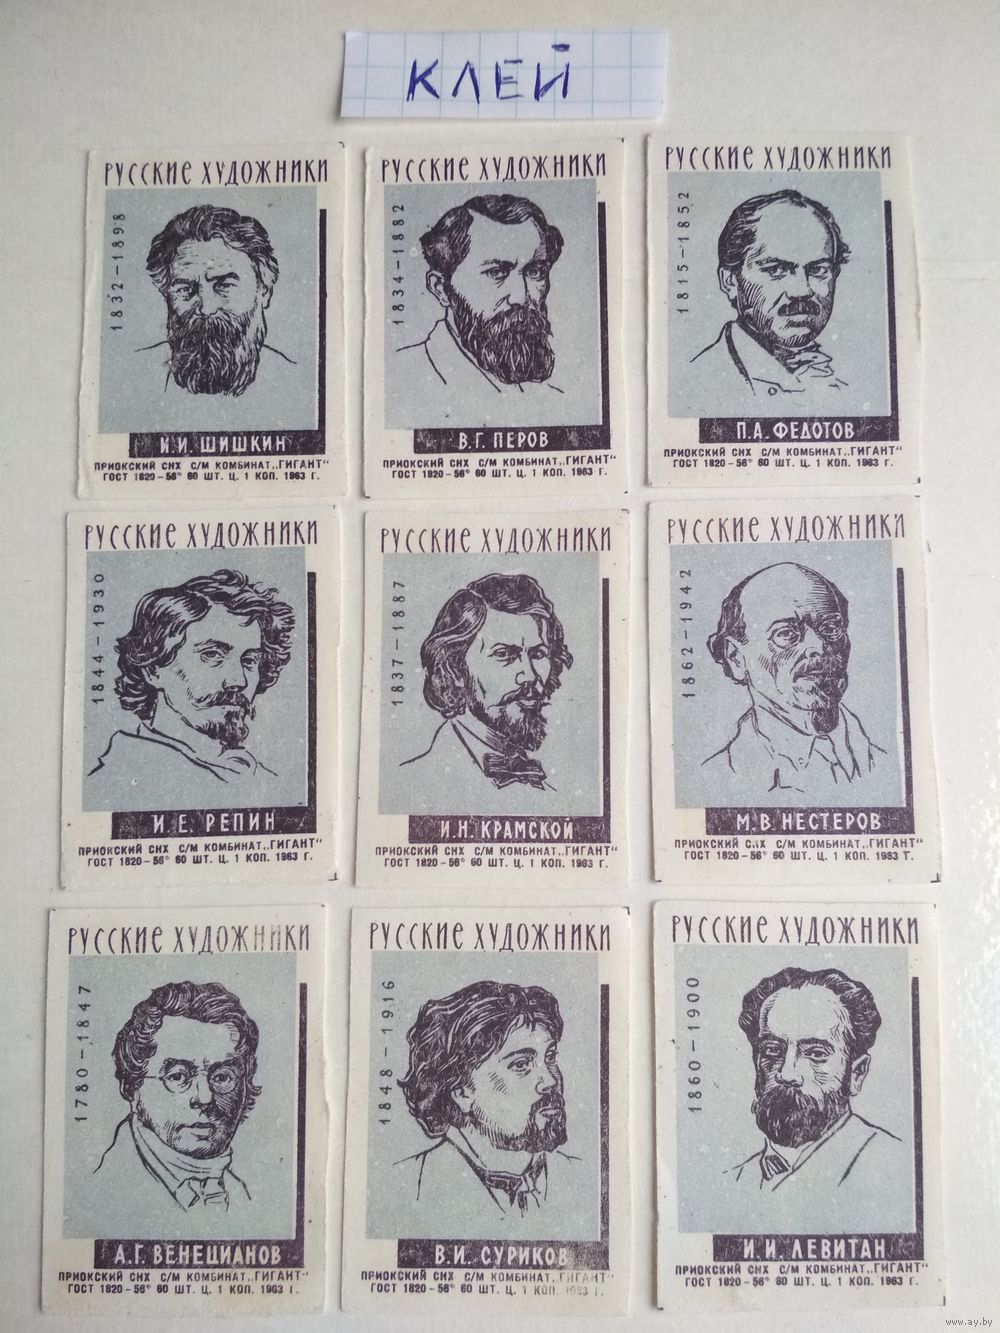 КЛЕЙ
РУССКИЕ ХУДОЖНИКИ
1832-1898
И.И. ШИШКИН
ПРИОКСКИЙ СНХ С/М КОМБИНАТ „ГИГАНТ“
ГОСТ 1820-56* 60 ШТ. Ц. 1 КОП. 1963 Г.
РУССКИЕ ХУДОЖНИКИ
1834-1882
В.Г. ПЕРОВ
ПРИОКСКИЙ СНХ С/М КОМБИНАТ „ГИГАНТ“
ГОСТ 1820-56* 60 ШТ. Ц. 1 КОП. 1963 Г.
РУССКИЕ ХУДОЖНИКИ
1815-1852
П.А. ФЕДОТОВ
ПРИОКСКИЙ СНХ С/М КОМБИНАТ „ГИГАНТ“
ГОСТ 1820-56* 60 ШТ. Ц. 1 КОП. 1963 Г.
РУССКИЕ ХУДОЖНИКИ
1844-1930
И. Е. РЕПИН
ПРИОКСКИЙ СНХ С/М КОМБИНАТ „ГИГАНТ“
ГОСТ 1820-56* 60 ШТ. Ц. 1 КОП. 1963 Г.
РУССКИЕ ХУДОЖНИКИ
1837-1887
И.Н. КРАМСКОЙ
ПРИОКСКИЙ СНХ С/М КОМБИНАТ „ГИГАНТ“
ГОСТ 1820-56* 60 ШТ. Ц. 1 КОП. 1963 Г.
РУССКИЕ ХУДОЖНИКИ
1862-1942
М. В. НЕСТЕРОВ
ПРИОКСКИЙ СНХ С/М КОМБИНАТ „ГИГАНТ“
ГОСТ 1820-56* 60 ШТ. Ц. 1 КОП. 1963 Г.
РУССКИЕ ХУДОЖНИКИ
1780-1847
А.Г. ВЕНЕЦИАНОВ
ПРИОКСКИЙ СНХ С/М КОМБИНАТ „ГИГАНТ“
ГОСТ 1820-56* 60 ШТ. Ц. 1 КОП. 1963 Г.
РУССКИЕ ХУДОЖНИКИ
1848-1916
В.И. СУРИКОВ
ПРИОКСКИЙ СНХ С/М КОМБИНАТ „ГИГАНТ“
ГОСТ 1820-56* 60 ШТ. Ц. 1 КОП. 1963 Г.
РУССКИЕ ХУДОЖНИКИ
1860-1900
И. И. ЛЕВИТАН
ПРИОКСКИЙ СНХ С/М КОМБИНАТ „ГИГАНТ“
ГОСТ 1820-56* 60 ШТ. Ц. 1 КОП. 1963 Г.
www.ay.by